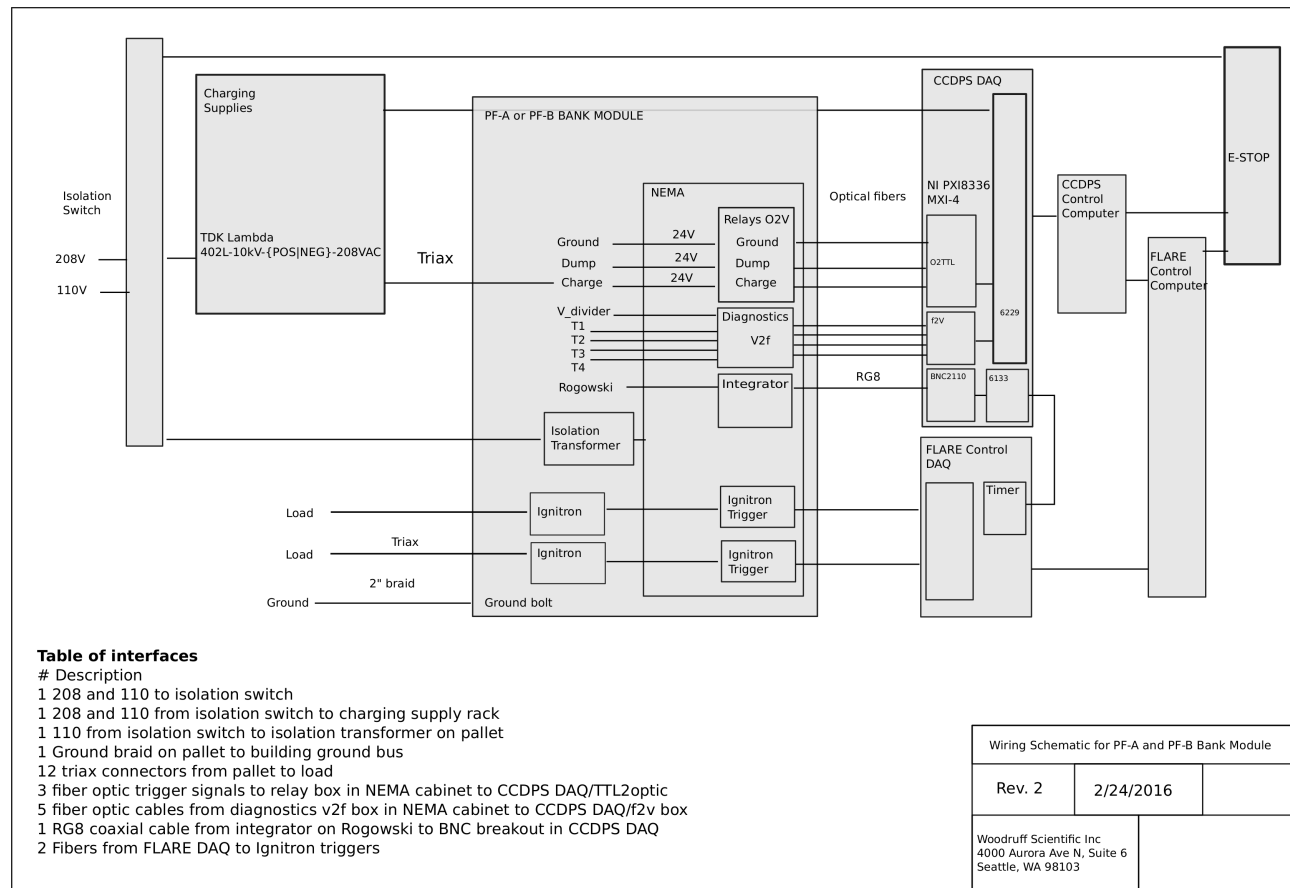 CCDPS DAQ
Charging
Supplies
PF-A or PF-B BANK MODULE
E-STOP
Isolation
Switch
NEMA
Optical fibers
NI PXI8336
MXI-4
CCDPS
Control
Computer
Relays O2V
TDK Lambda
402L-10kV-{POS|NEG}-208VAC
Triax
208V
110V
Ground
24V
Ground
Dump
24V
Dump
Charge
24V
Charge
O2TTL
FLARE
Control
Computer
V_divider
T1
T2
T3
T4
Diagnostics
V2f
f2V
6229
Rogowski
Integrator
RG8
BNC2110
6133
Isolation
Transformer
FLARE Control
DAQ
Timer
Load
Ignitron
Ignitron
Trigger
Triax
Load
Ignitron
Ignitron
Trigger
2" braid
Ground
Ground bolt
Table of interfaces
# Description
1 208 and 110 to isolation switch
1 208 and 110 from isolation switch to charging supply rack
1 110 from isolation switch to isolation transformer on pallet
1 Ground braid on pallet to building ground bus
12 triax connectors from pallet to load
3 fiber optic trigger signals to relay box in NEMA cabinet to CCDPS DAQ/TTL2optic
5 fiber optic cables from diagnostics v2f box in NEMA cabinet to CCDPS DAQ/f2v box
1 RG8 coaxial cable from integrator on Rogowski to BNC breakout in CCDPS DAQ
2 Fibers from FLARE DAQ to Ignitron triggers
Wiring Schematic for PF-A and PF-B Bank Module
Rev. 2
2/24/2016
Woodruff Scientific Inc
4000 Aurora Ave N, Suite 6
Seattle, WA 98103